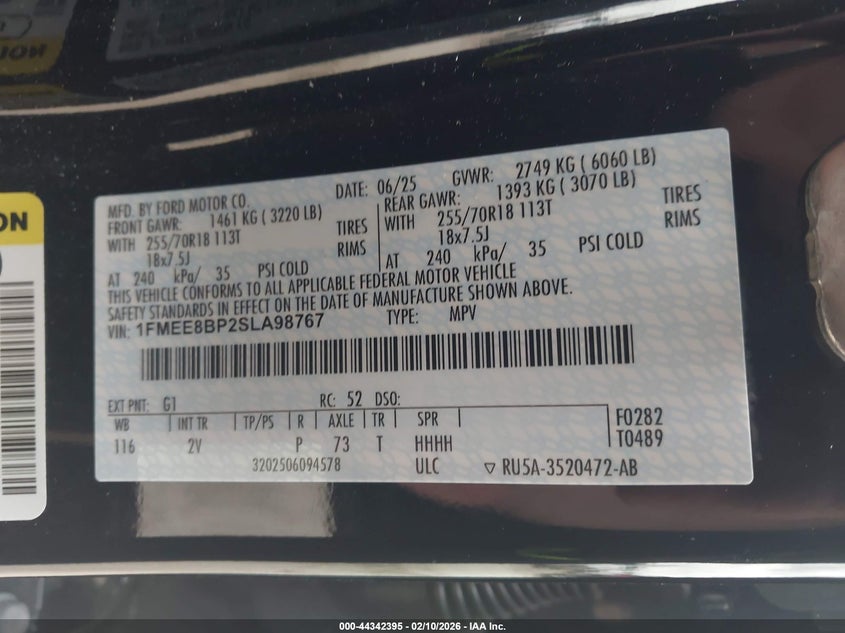 ION
MFD. BY FORD MOTOR CO.
DATE: 06/25 GVWR: 2749 KG ( 6060 LB)
FRONT GAWR: 1461 KG ( 3220 LB)
REAR GAWR: 1393 KG ( 3070 LB)
WITH 255/70R18 113T TIRES
WITH 255/70R18 113T TIRES
18x7.5J RIMS
18x7.5J RIMS
AT 240 kPa/ 35 PSI COLD
AT 240 kPa/ 35 PSI COLD
THIS VEHICLE CONFORMS TO ALL APPLICABLE FEDERAL MOTOR VEHICLE
SAFETY STANDARDS IN EFFECT ON THE DATE OF MANUFACTURE SHOWN ABOVE.
VIN: 1FMEE8BP2SLA98767 TYPE: MPV
EXT PNT: G1 RC: 52 DSO:
WB INT TR TP/PS R AXLE TR SPR F0282
116 2V P 73 T HHHH T0489
3202506094578 ULC RU5A-3520472-AB
000-44342395 - 02/10/2026 - IAA Inc.